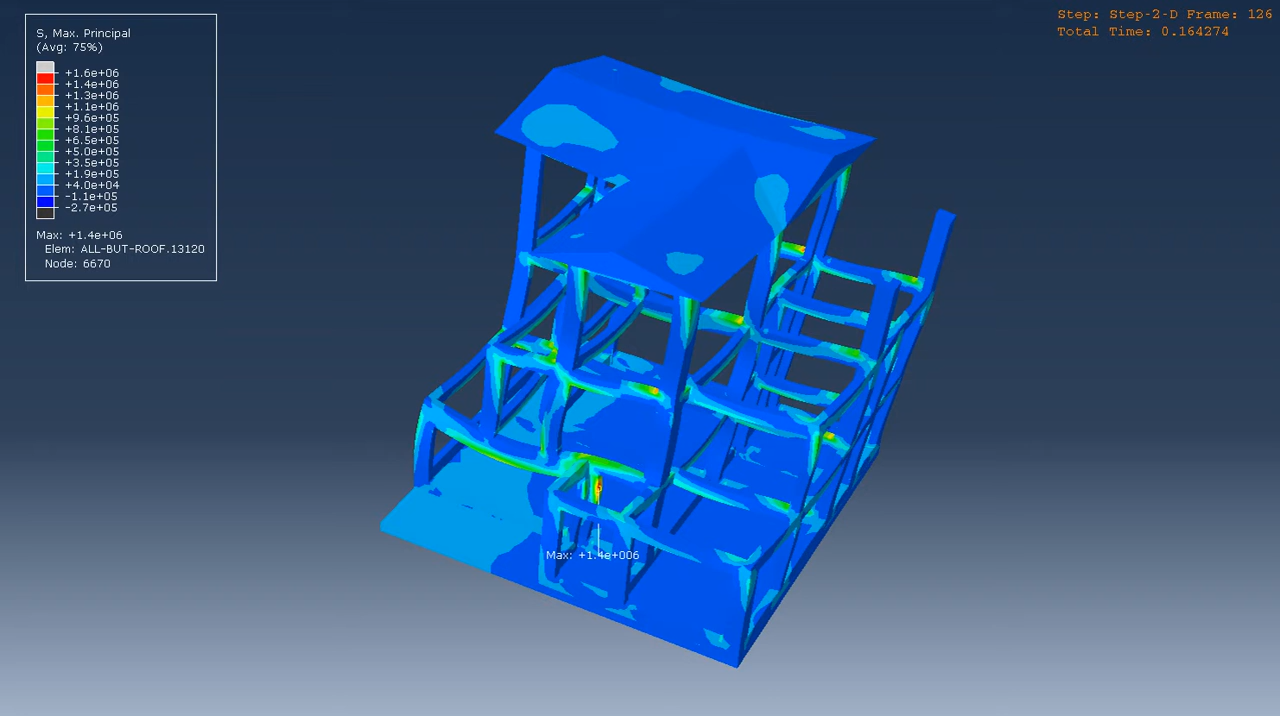 Step: Step-2-D Frame: 126
Total Time: 0.164274
S, Max. Principal
(Avg: 75%)
+1.6e+06
+1.4e+06
+1.3e+06
+1.1e+06
+9.6e+05
+8.1e+05
+6.5e+05
+5.0e+05
+3.5e+05
+1.9e+05
+4.0e+04
-1.1e+05
-2.7e+05
Max: +1.4e+06
Elem: ALL-BUT-ROOF.13120
Node: 6670
Max: +1.4e+006